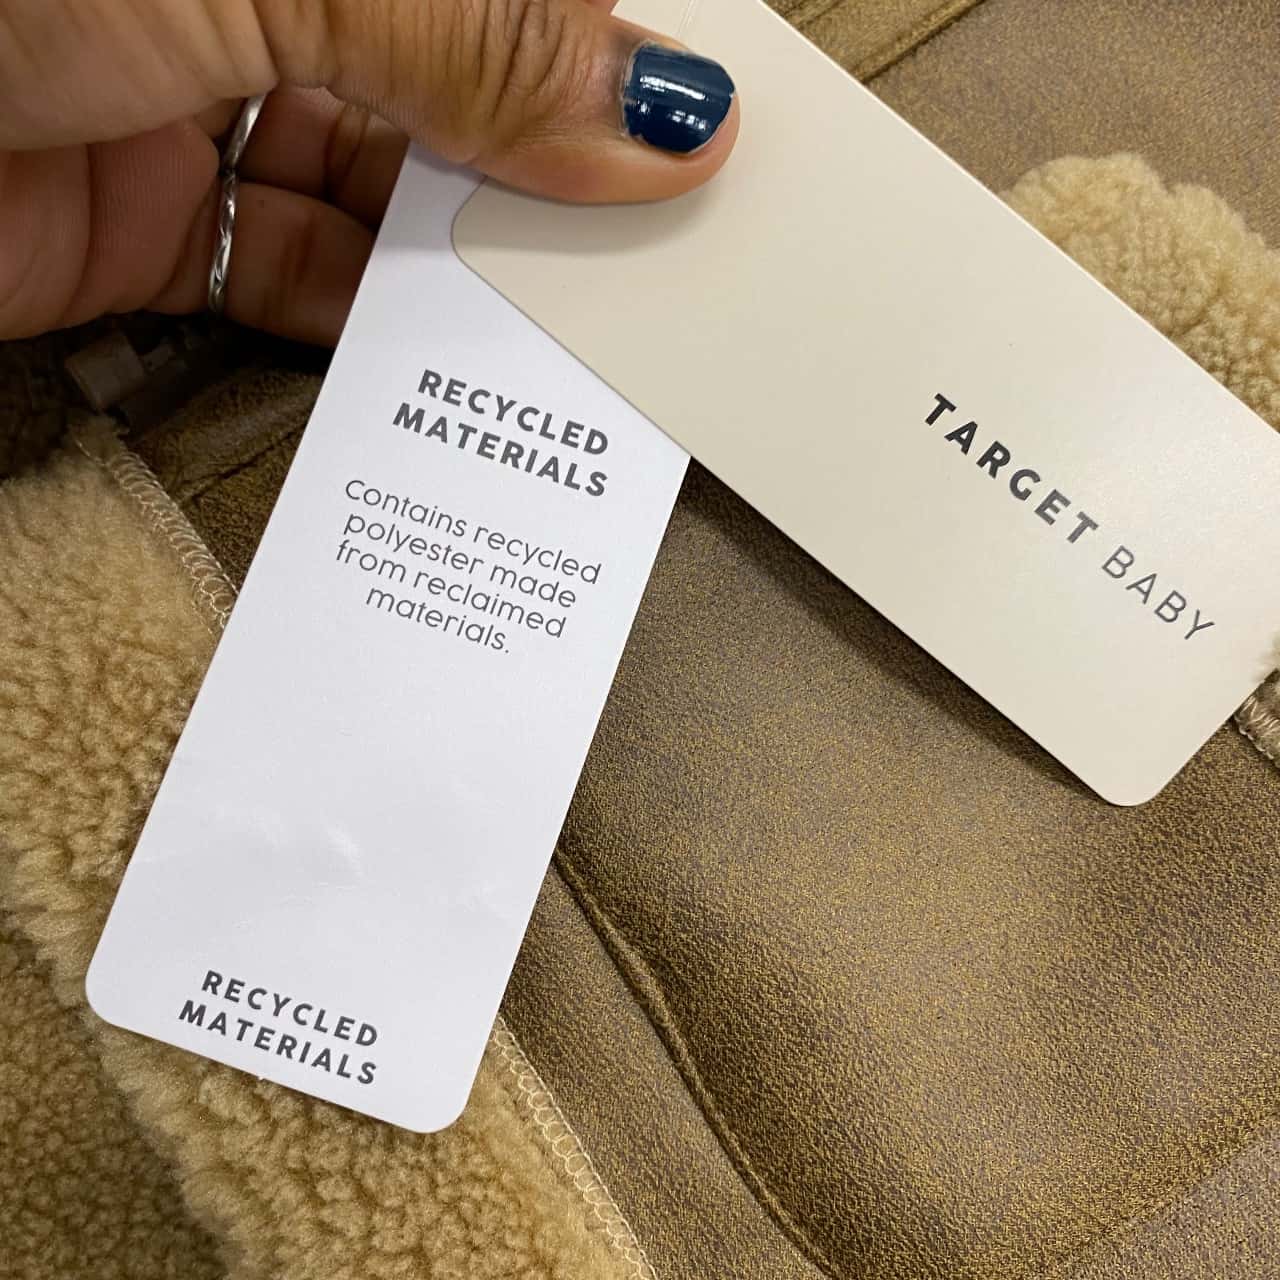 RECYCLED
MATERIALS
Contains recycled
polyester made
from reclaimed
materials.
RECYCLED
MATERIALS
TARGET BABY